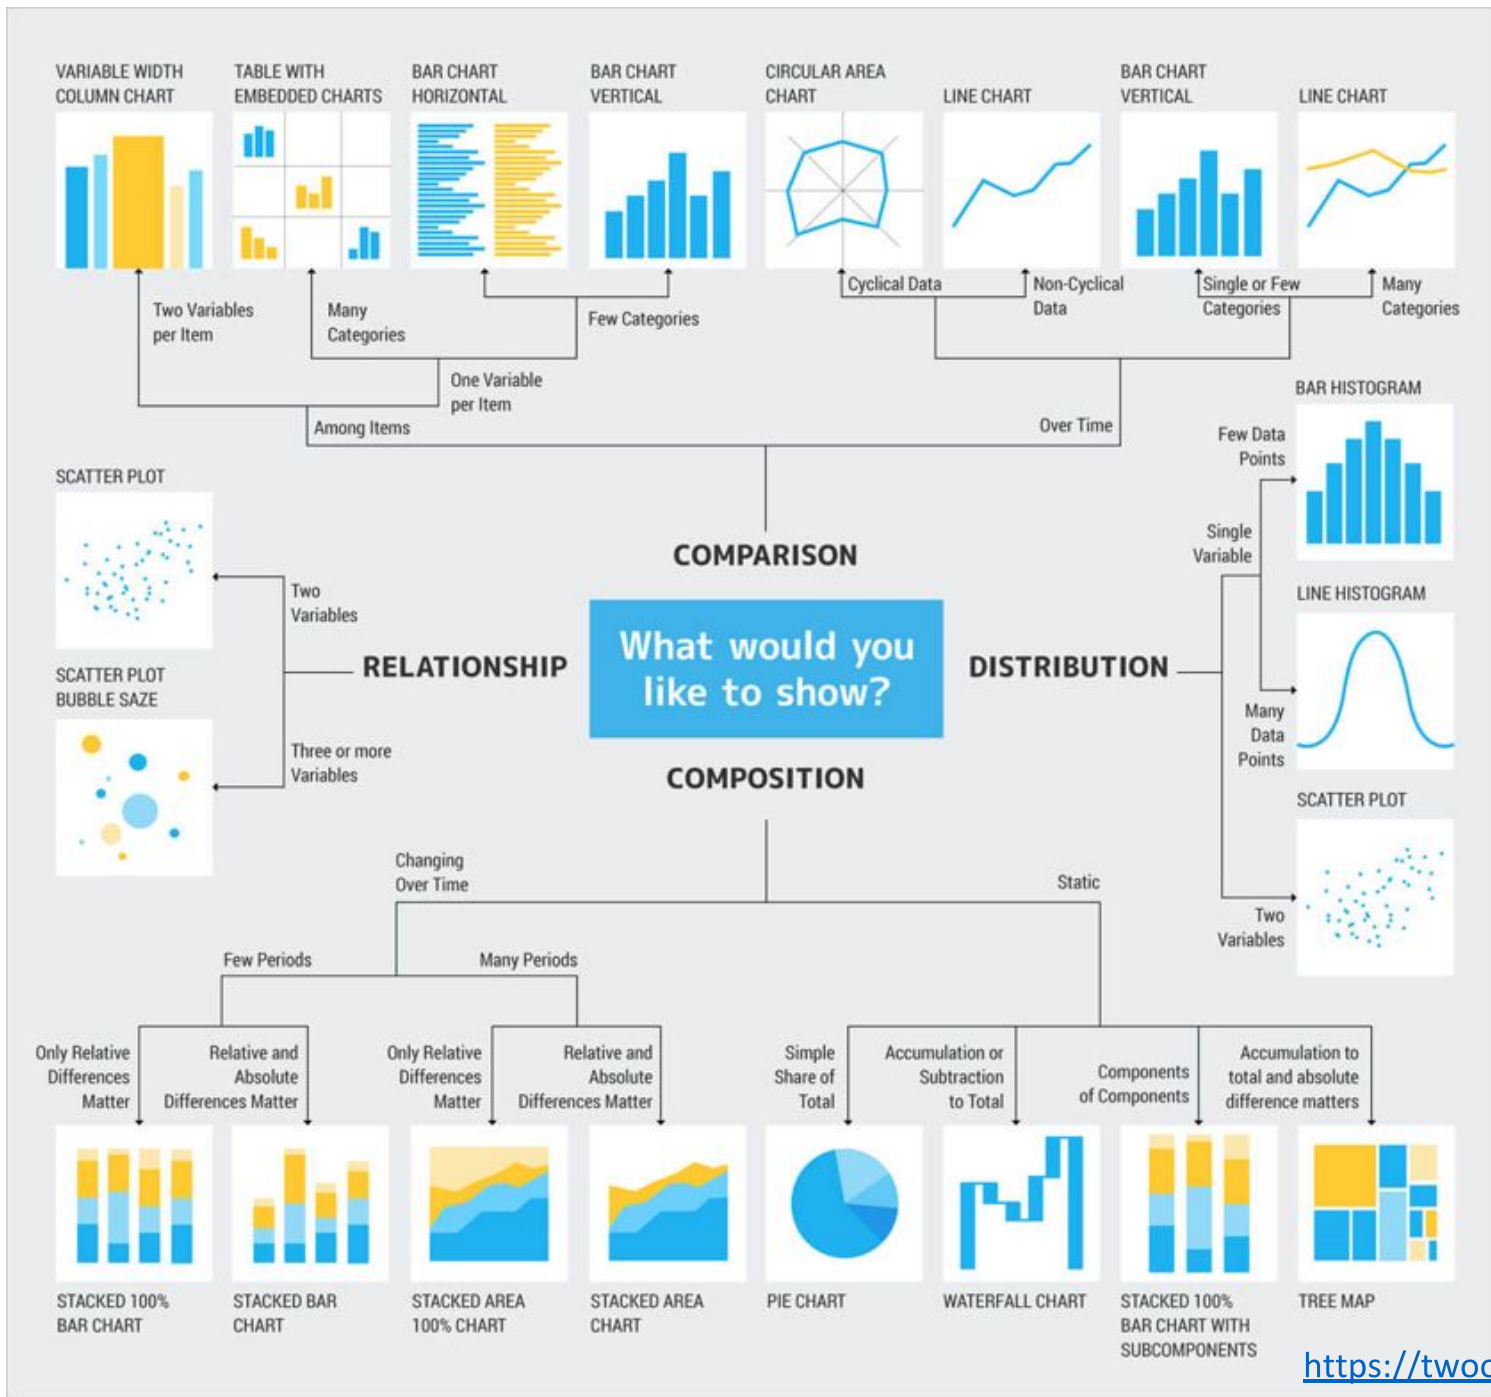 VARIABLE WIDTH
COLUMN CHART
TABLE WITH
EMBEDDED CHARTS
BAR CHART
HORIZONTAL
BAR CHART
VERTICAL
CIRCULAR AREA
CHART
LINE CHART
BAR CHART
VERTICAL
LINE CHART
Two Variables
per Item
Many
Categories
Few Categories
Cyclical Data
Non-Cyclical
Data
Single or Few
Categories
Many
Categories
One Variable
per Item
Among Items
Over Time
BAR HISTOGRAM
Few Data
Points
Single
Variable
LINE HISTOGRAM
Many
Data
Points
SCATTER PLOT
Two
Variables
SCATTER PLOT
Two
Variables
SCATTER PLOT
BUBBLE SAZE
Three or more
Variables
COMPARISON
RELATIONSHIP
What would you
like to show?
DISTRIBUTION
COMPOSITION
Changing
Over Time
Static
Few Periods
Many Periods
Only Relative
Differences
Matter
Relative and
Absolute
Differences Matter
Only Relative
Differences
Matter
Relative and
Absolute
Differences Matter
Simple
Share of
Total
Accumulation or
Subtraction
to Total
Components
of Components
Accumulation to
total and absolute
difference matters
STACKED 100%
BAR CHART
STACKED BAR
CHART
STACKED AREA
100% CHART
STACKED AREA
CHART
PIE CHART
WATERFALL CHART
STACKED 100%
BAR CHART WITH
SUBCOMPONENTS
TREE MAP
https://twoc